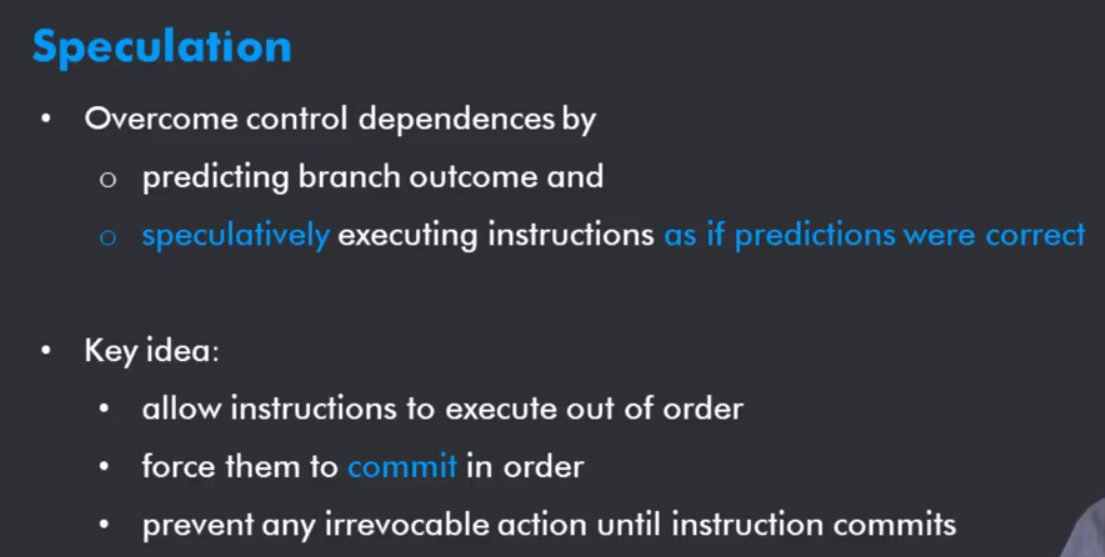 Speculation
• Overcome control dependences by
o predicting branch outcome and
o speculatively executing instructions as if predictions were correct
• Key idea:
• allow instructions to execute out of order
• force them to commit in order
• prevent any irrevocable action until instruction commits